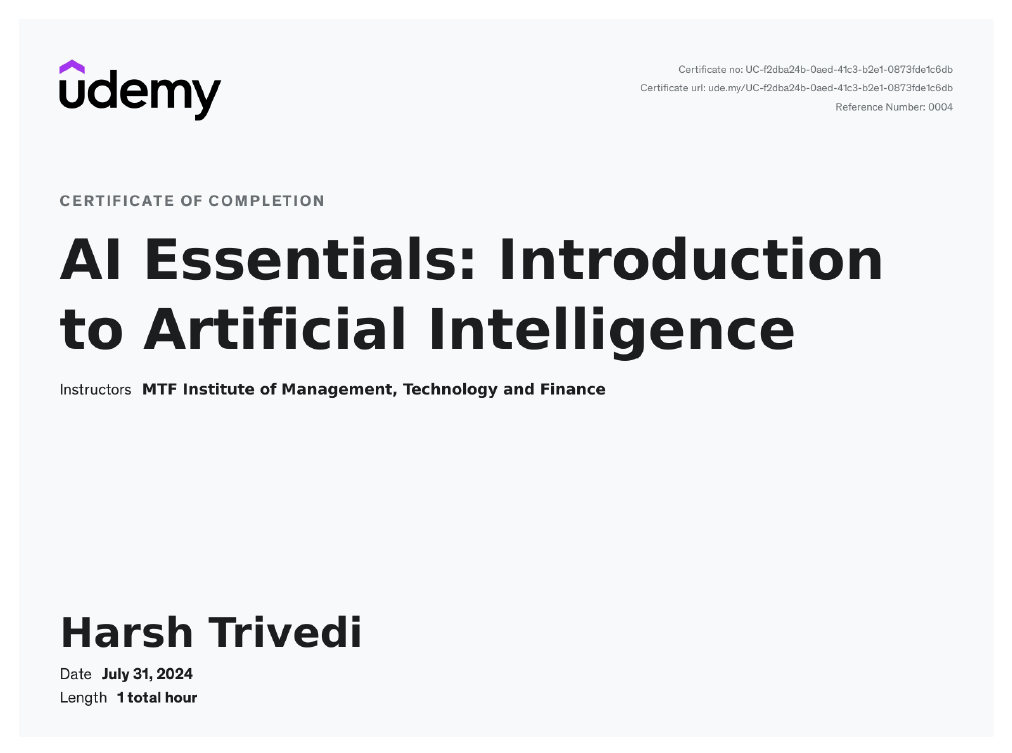 udemy
Certificate no: UC-f2dba24b-0aed-41c3-b2e1-0873fde1c6db
Certificate url: ude.my/UC-f2dba24b-0aed-41c3-b2e1-0873fde1c6db
Reference Number: 0004
CERTIFICATE OF COMPLETION
AI Essentials: Introduction
to Artificial Intelligence
Instructors MTF Institute of Management, Technology and Finance
Harsh Trivedi
Date July 31, 2024
Length 1 total hour